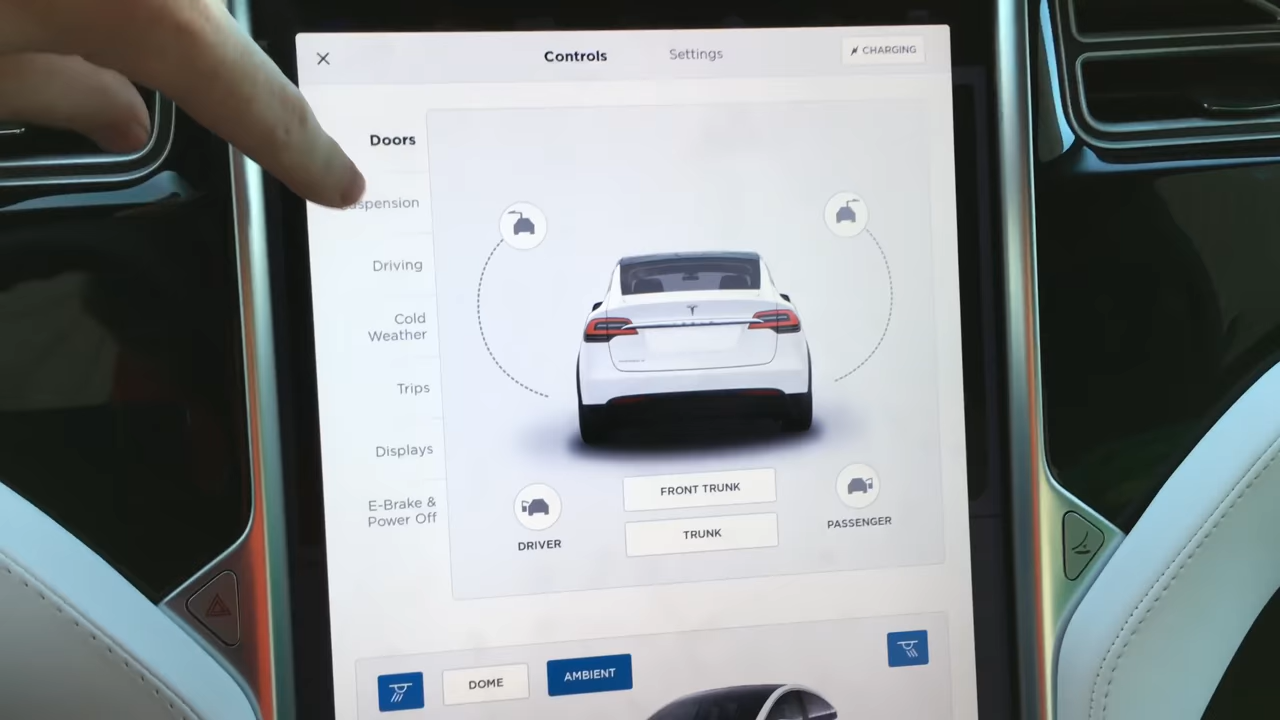 Controls
Settings
CHARGING
Doors
spension
Driving
Cold
Weather
Trips
Displays
E-Brake &
Power Off
FRONT TRUNK
TRUNK
DRIVER
PASSENGER
DOME
AMBIENT